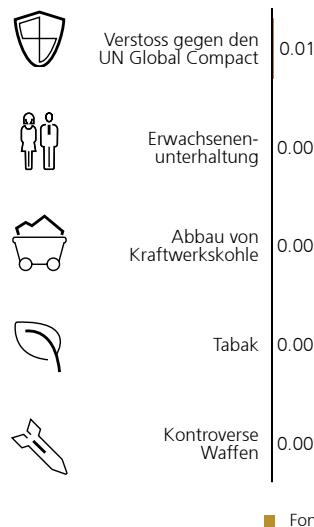 Verstoss gegen den
UN Global Compact
0.01
Erwachsenen-
unterhaltung
0.00
Abbau von
Kraftwerkskohle
0.00
Tabak
0.00
Kontroverse
Waffen
0.00